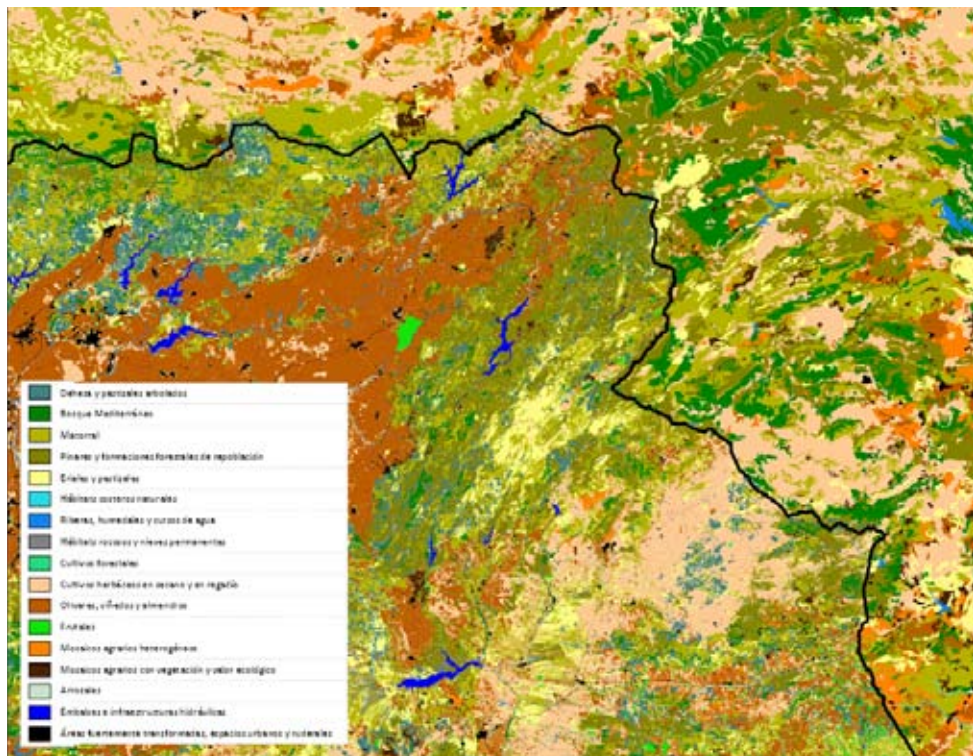 Dehesa y pastizales arbolados
Bosque Mediterráneo
Matorral
Pinares y formaciones forestales de repoblación
Eriales y pastizales
Hábitats costeros naturales
Riberas, humedales y cursos de agua
Hábitats rocosos y nieves permanentes
Cultivos forestales
Cultivos herbáceos en secano y en regadío
Olivares, viñedos y almendros
Frutales
Mosaicos agrarios heterogéneos
Mosaicos agrarios con vegetación y valor ecológico
Arrozales
Embalses e infraestructuras hidráulicas
Áreas fuertemente transformadas, espacios urbanos y ruderales